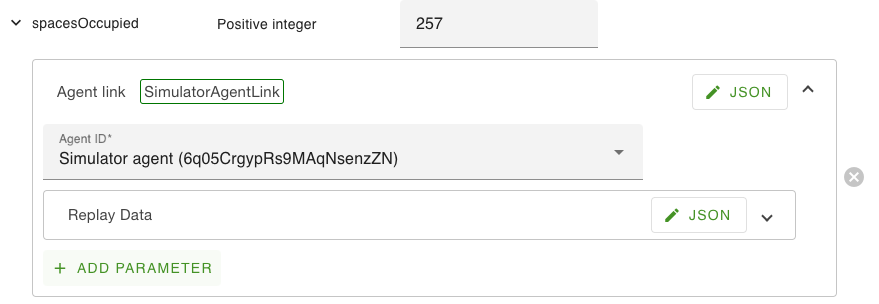 spacesOccupied Positive integer 257
Agent link SimulatorAgentLink JSON
Agent ID*
Simulator agent (6q05CrgypRs9MAqNsenzZN)
Replay Data JSON
+ ADD PARAMETER